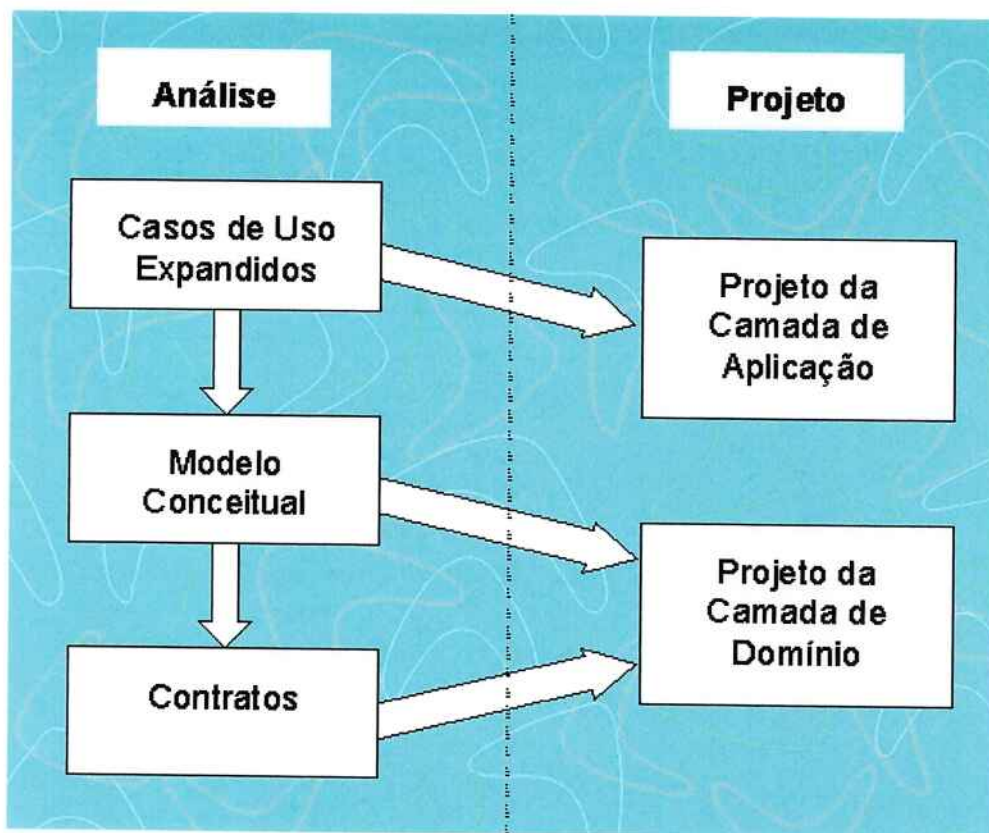 Análise
Projeto
Casos de Uso
Expandidos
Projeto da
Camada de
Aplicação
Modelo
Conceitual
Projeto da
Camada de
Domínio
Contratos